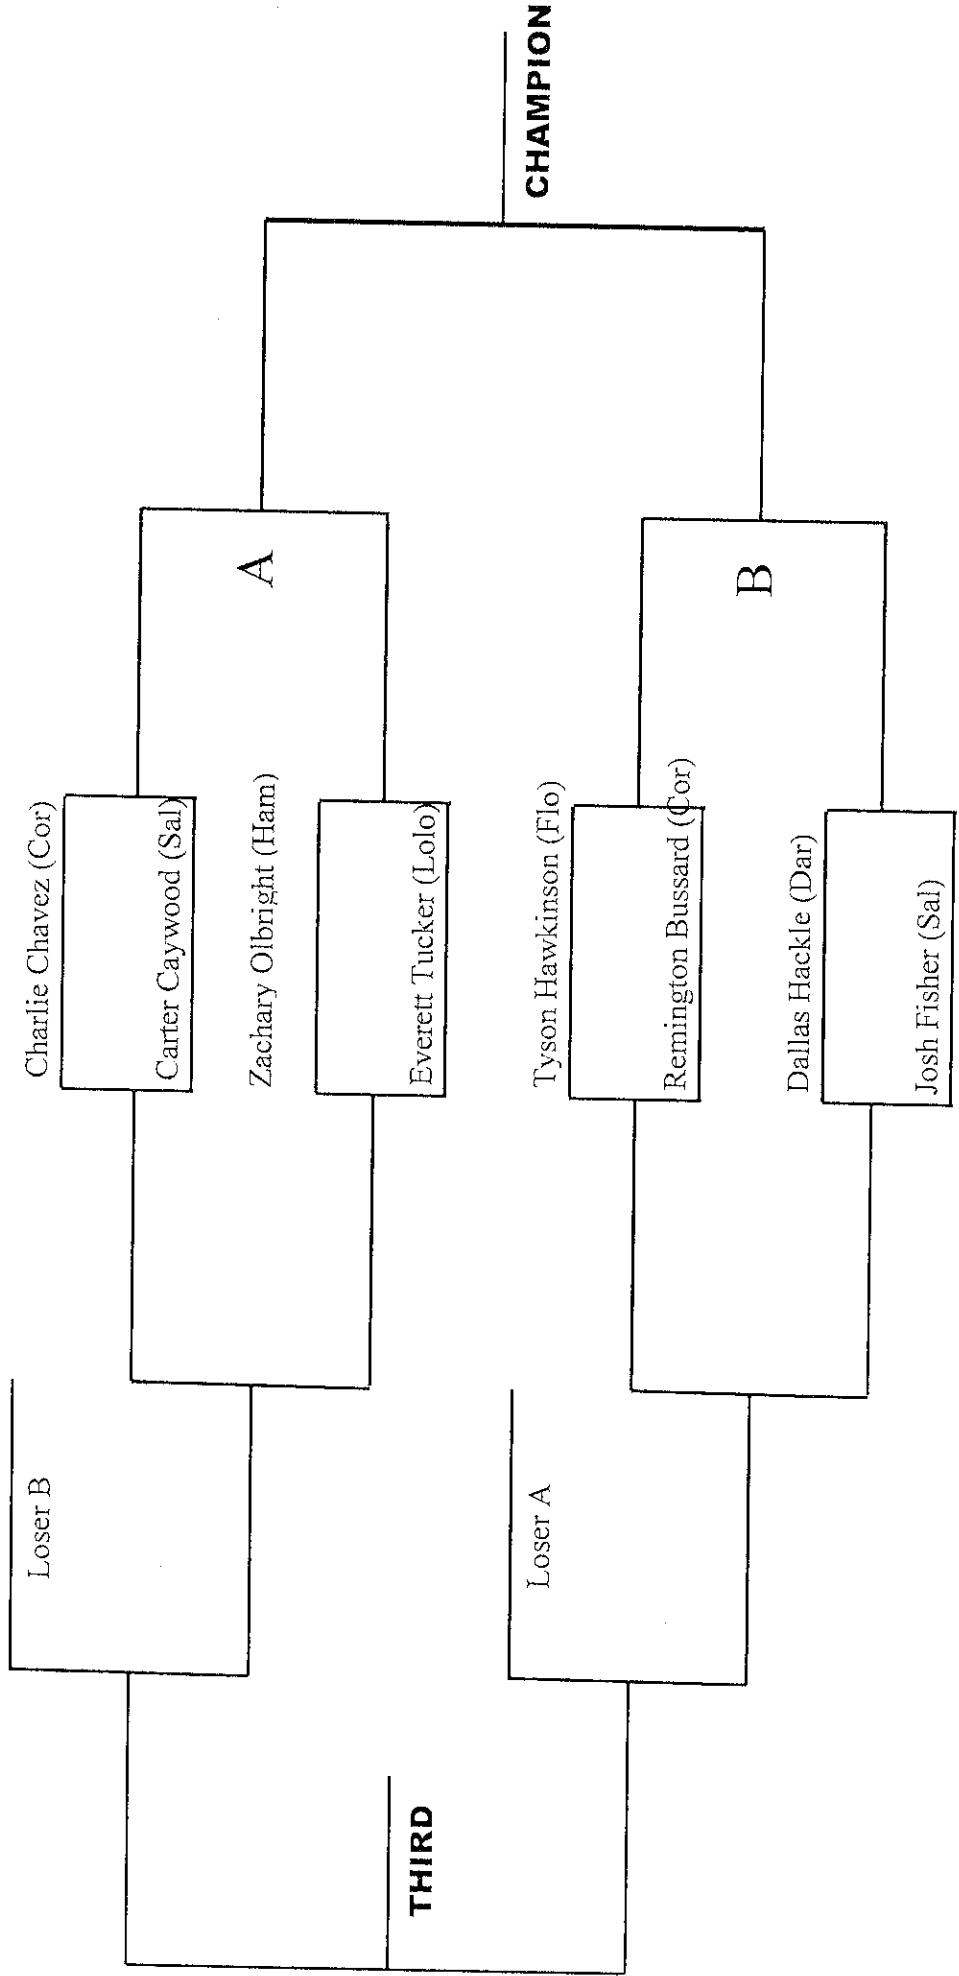 Charlie Chavez (Cor)
Carter Caywood (Sal)
Zachary Olbright (Ham)
Everett Tucker (Lolo)
Tyson Hawkinson (Flo)
Remington Bussard (Cor)
Dallas Hackle (Dar)
Josh Fisher (Sal)
A
B
CHAMPION
Loser B
Loser A
THIRD